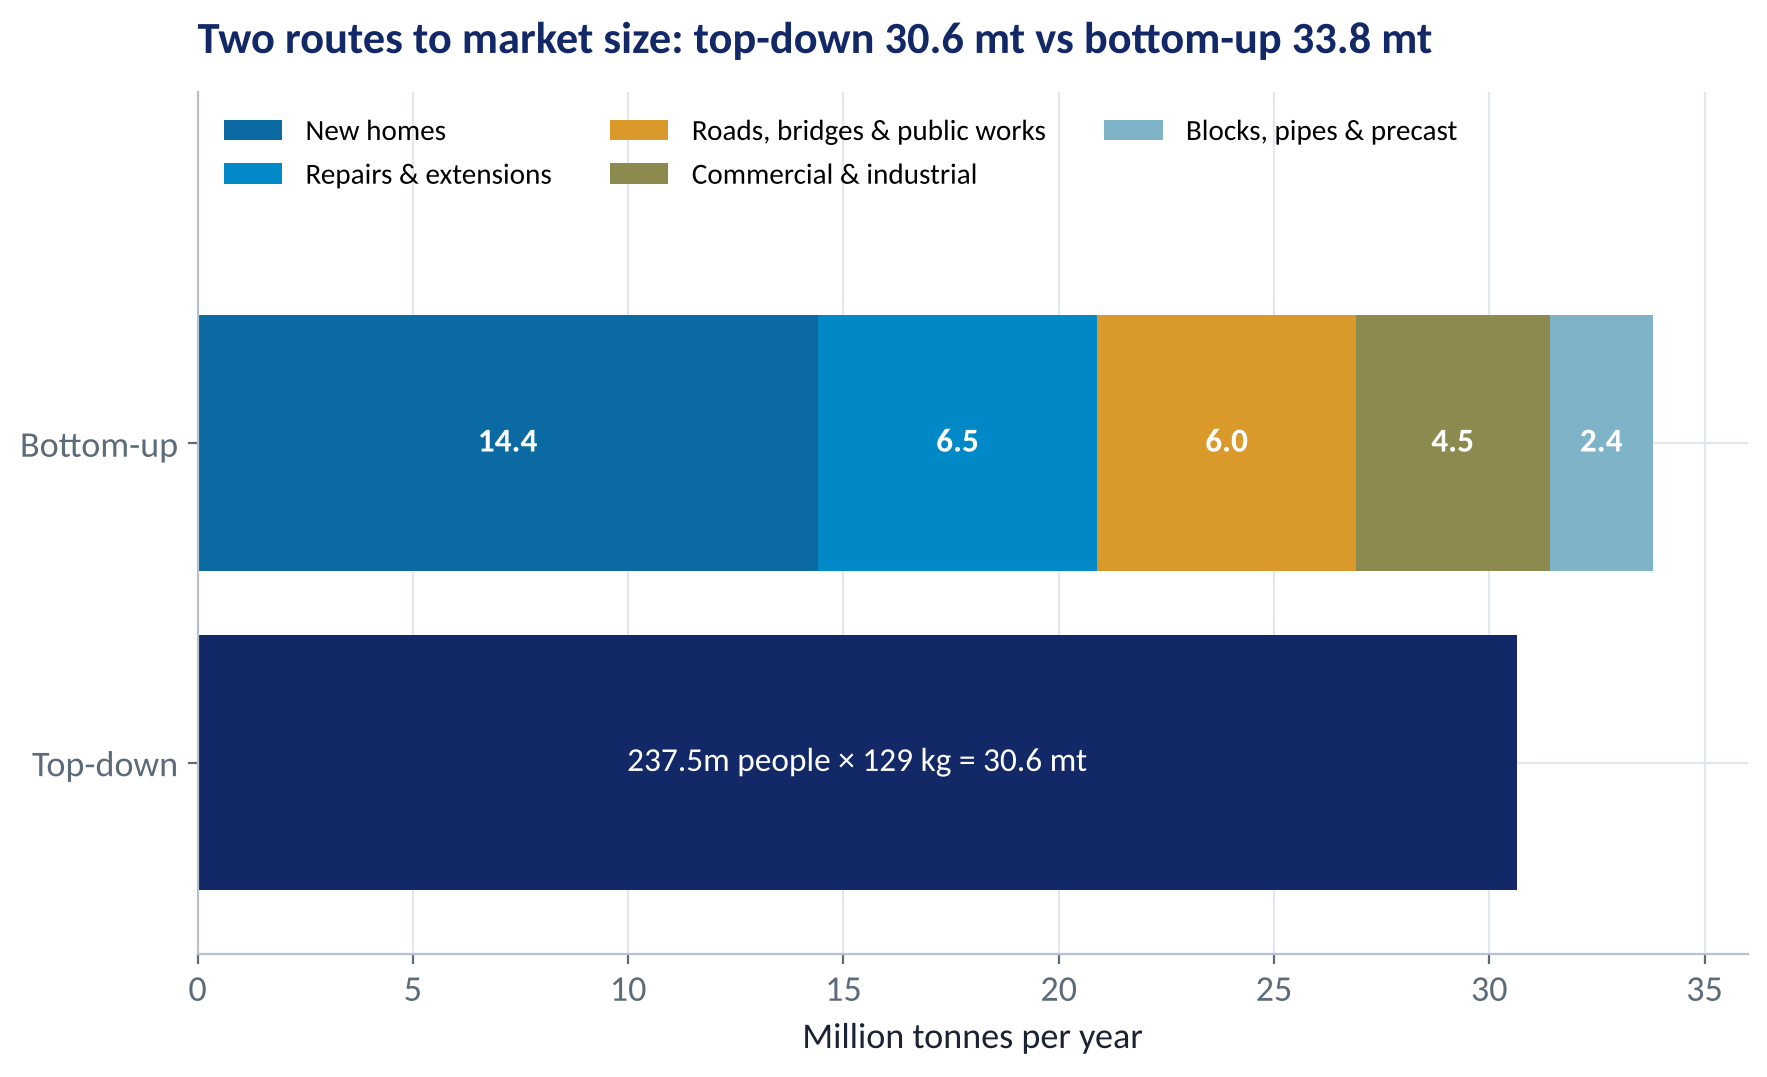 Two routes to market size: top-down 30.6 mt vs bottom-up 33.8 mt
New homes
Roads, bridges & public works
Blocks, pipes & precast
Repairs & extensions
Commercial & industrial
Bottom-up
14.4
6.5
6.0
4.5
2.4
Top-down
237.5m people × 129 kg = 30.6 mt
0 5 10 15 20 25 30 35
Million tonnes per year